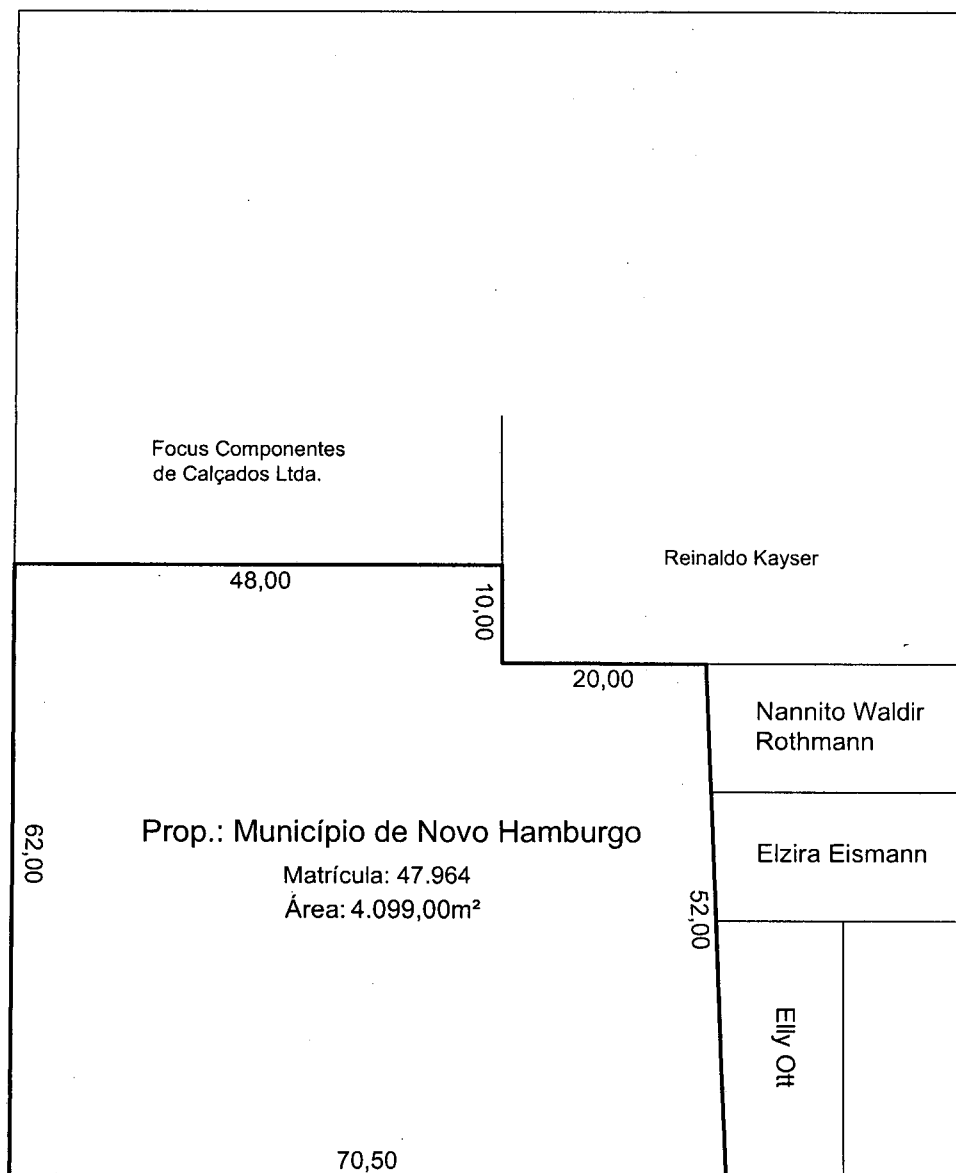 Focus Componentes
de Calçados Ltda.
Reinaldo Kayser
48,00
10,00
20,00
Nannito Waldir
Rothmann
Prop.: Município de Novo Hamburgo
Matrícula: 47.964
Área: 4.099,00m²
62,00
Elzira Eismann
52,00
Elly Ott
70,50